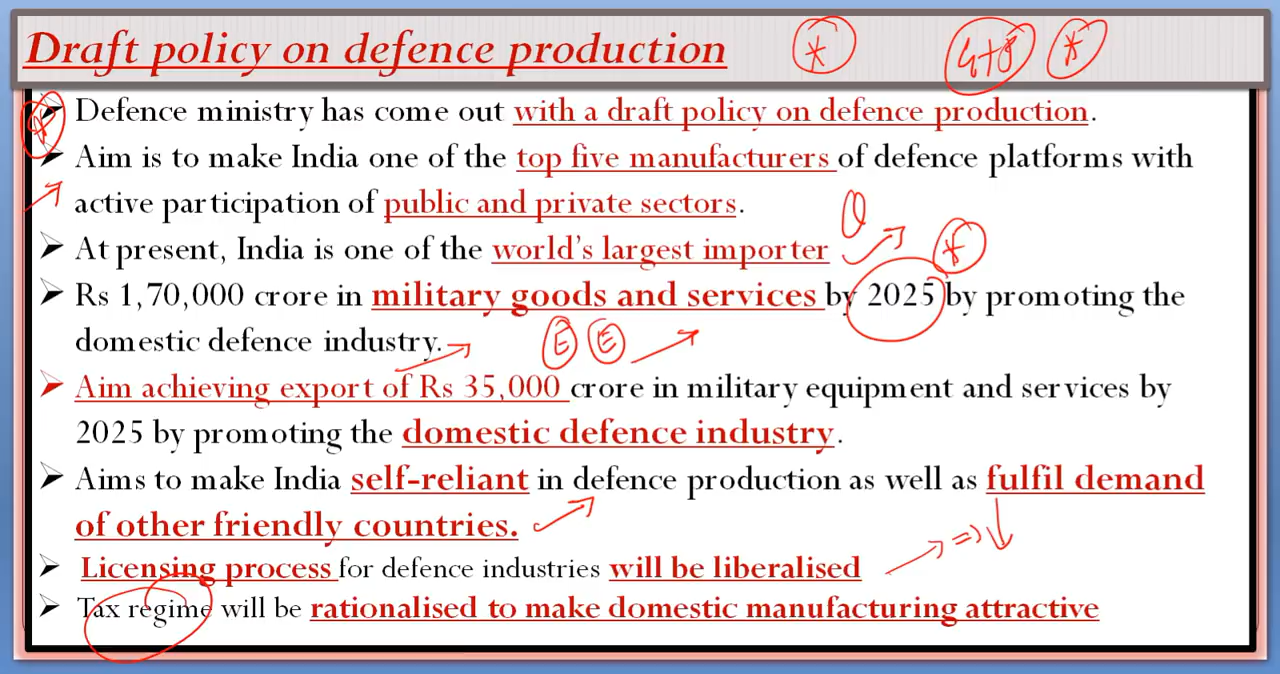 Draft policy on defence production
Defence ministry has come out with a draft policy on defence production.
Aim is to make India one of the top five manufacturers of defence platforms with
active participation of public and private sectors.
At present, India is one of the world's largest importer
Rs 1,70,000 crore in military goods and services by 2025 by promoting the
domestic defence industry.
E E
Aim achieving export of Rs 35,000 crore in military equipment and services by
2025 by promoting the domestic defence industry.
Aims to make India self-reliant in defence production as well as fulfil demand
of other friendly countries.
Licensing process for defence industries will be liberalised
Tax regime will be rationalised to make domestic manufacturing attractive